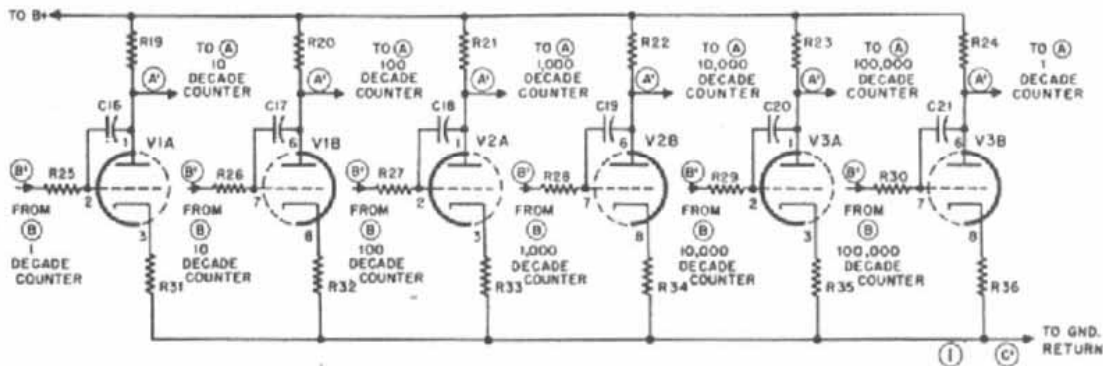 TO B+
R19
R20
R21
R22
R23
R24
TO Ⓐ
10
DECADE
COUNTER
TO Ⓐ
100
DECADE
COUNTER
TO Ⓐ
1,000
DECADE
COUNTER
TO Ⓐ
10,000
DECADE
COUNTER
TO Ⓐ
100,000
DECADE
COUNTER
TO Ⓐ
1
DECADE
COUNTER
A'
A'
A'
A'
A'
A'
C16
C17
C18
C19
C20
C21
1
6
1
6
1
6
V1A
V1B
V2A
V2B
V3A
V3B
B'
B'
B'
B'
B'
B'
R25
R26
R27
R28
R29
R30
2
7
2
7
2
7
FROM
Ⓑ
1
DECADE
COUNTER
FROM
Ⓑ
10
DECADE
COUNTER
FROM
Ⓑ
100
DECADE
COUNTER
FROM
Ⓑ
1,000
DECADE
COUNTER
FROM
Ⓑ
10,000
DECADE
COUNTER
FROM
Ⓑ
100,000
DECADE
COUNTER
3
8
3
8
3
8
R31
R32
R33
R34
R35
R36
I
C'
TO GND.
RETURN